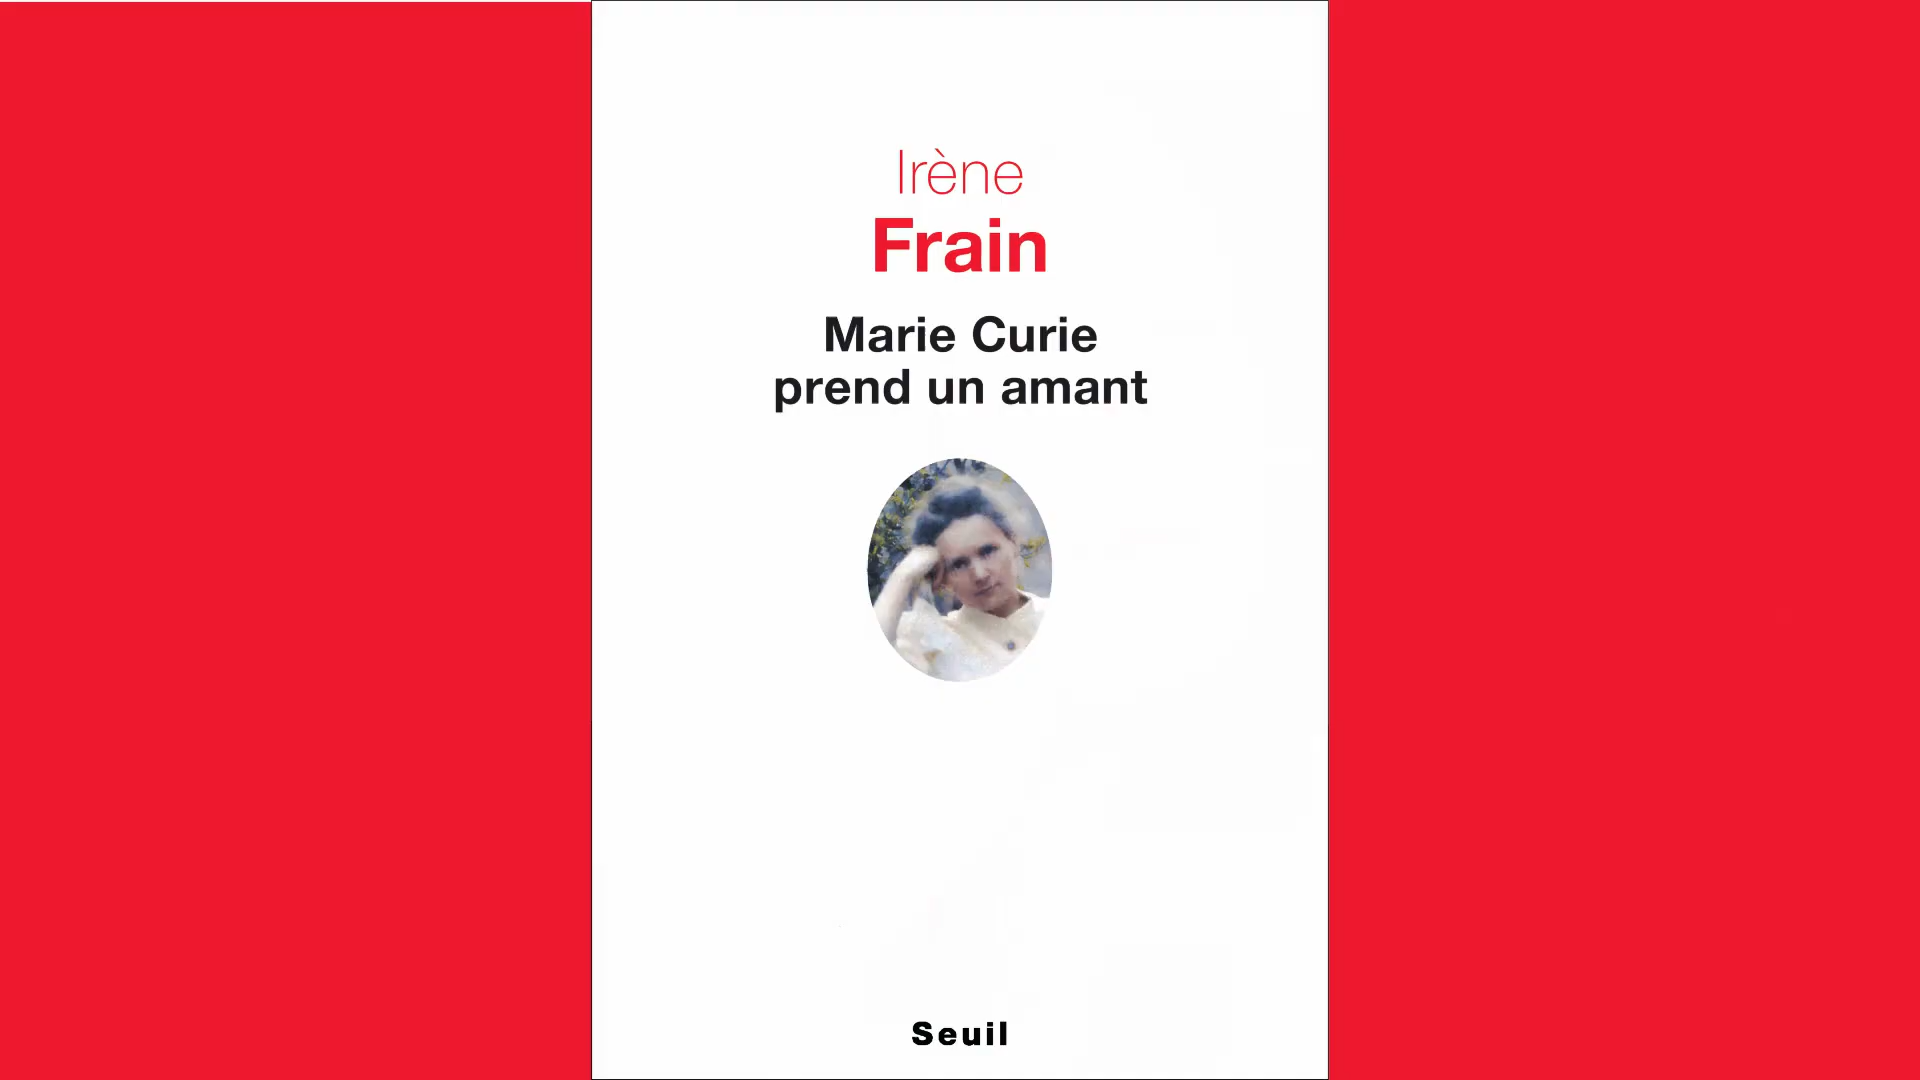 Irène
Frain
Marie Curie
prend un amant
Seuil